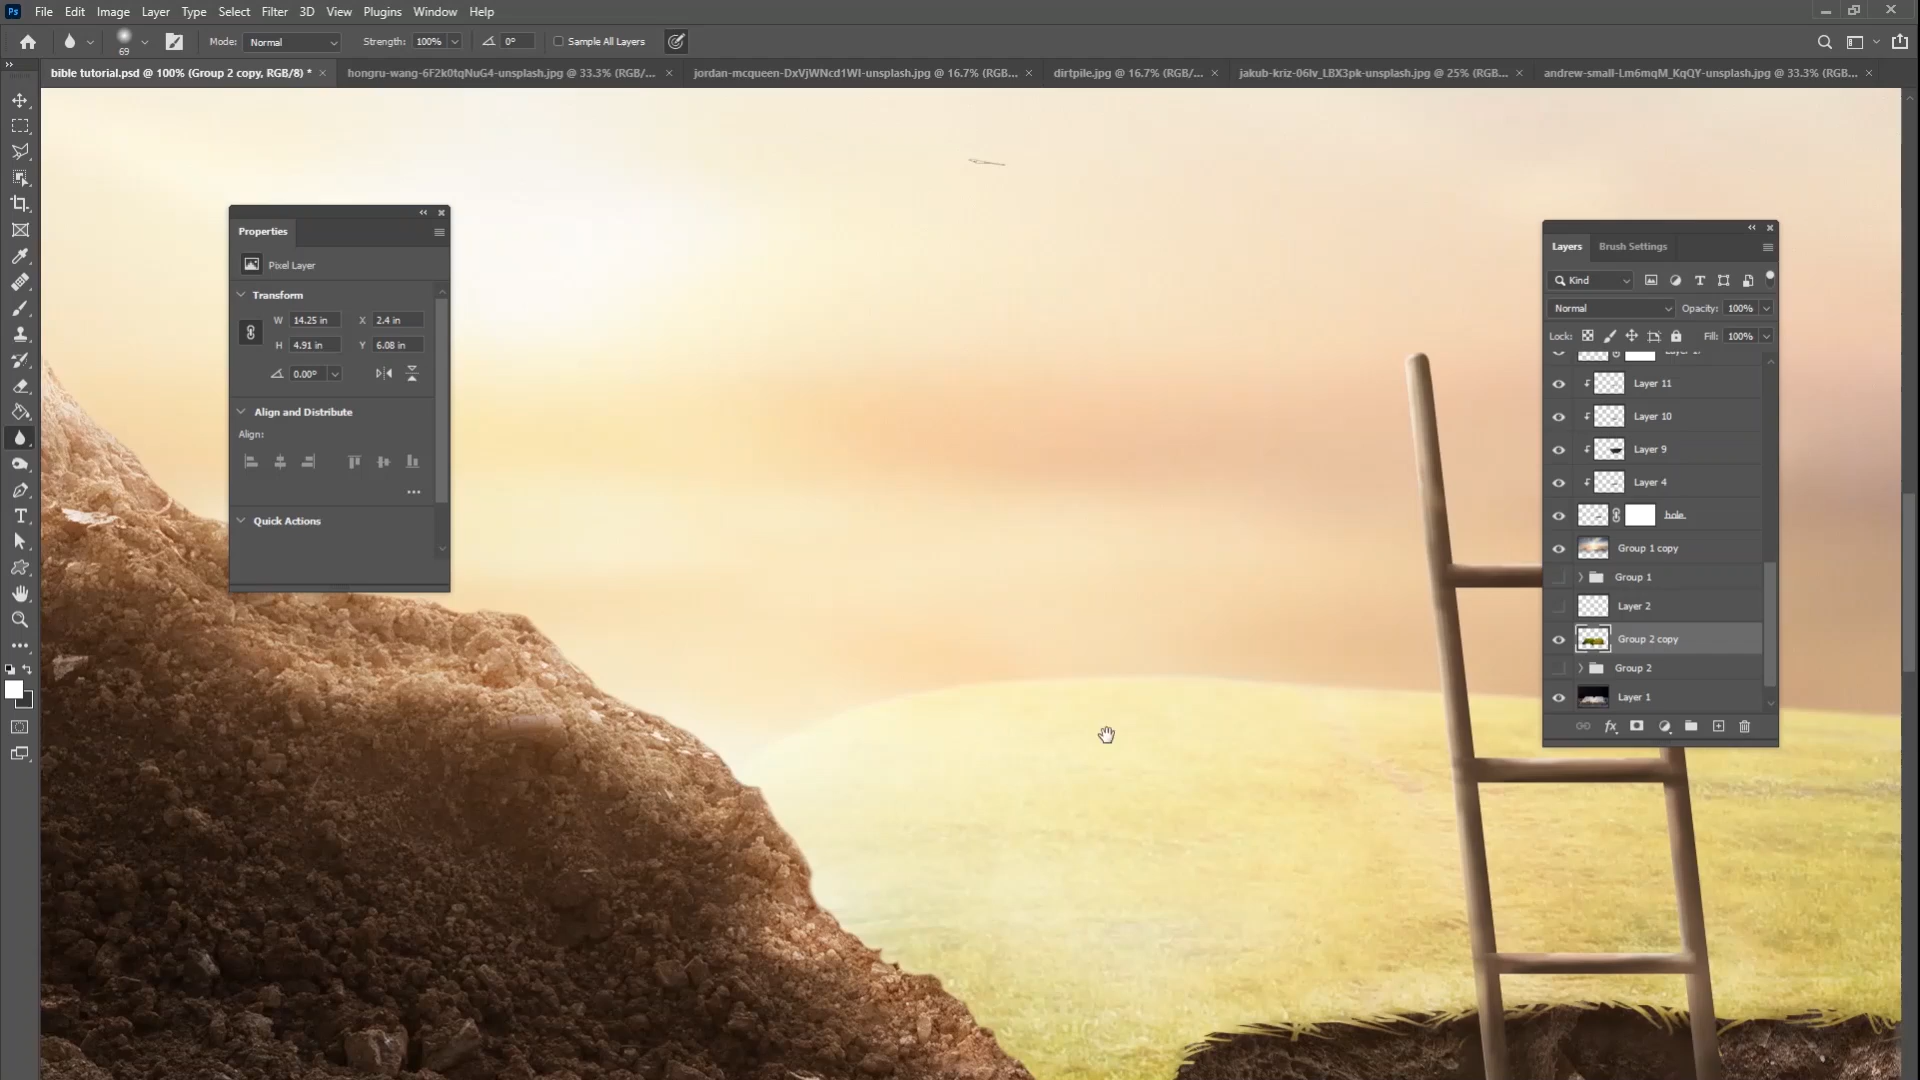 Ps File Edit Image Layer Type Select Filter 3D View Plugins Window Help
69 Mode: Normal Strength: 100% 0° Sample All Layers
bible tutorial.psd @ 100% (Group 2 copy, RGB/8) * hongru-wang-6F2k0tqNuG4-unsplash.jpg @ 33.3% (RGB/... jordan-mcqueen-DxVjWNcd1WI-unsplash.jpg @ 16.7% (RGB... dirtpile.jpg @ 16.7% (RGB/... jakub-kriz-06lv_LBX3pk-unsplash.jpg @ 25% (RGB... andrew-small-Lm6mqM_KqQY-unsplash.jpg @ 33.3% (RGB...
Properties
Pixel Layer
Transform
W 14.25 in X 2.4 in
H 4.91 in Y 6.08 in
0.00°
Align and Distribute
Align:
Quick Actions
Layers Brush Settings
Kind
Normal Opacity: 100%
Lock: Fill: 100%
Layer 11
Layer 10
Layer 9
Layer 4
hole
Group 1 copy
Group 1
Layer 2
Group 2 copy
Group 2
Layer 1
fx